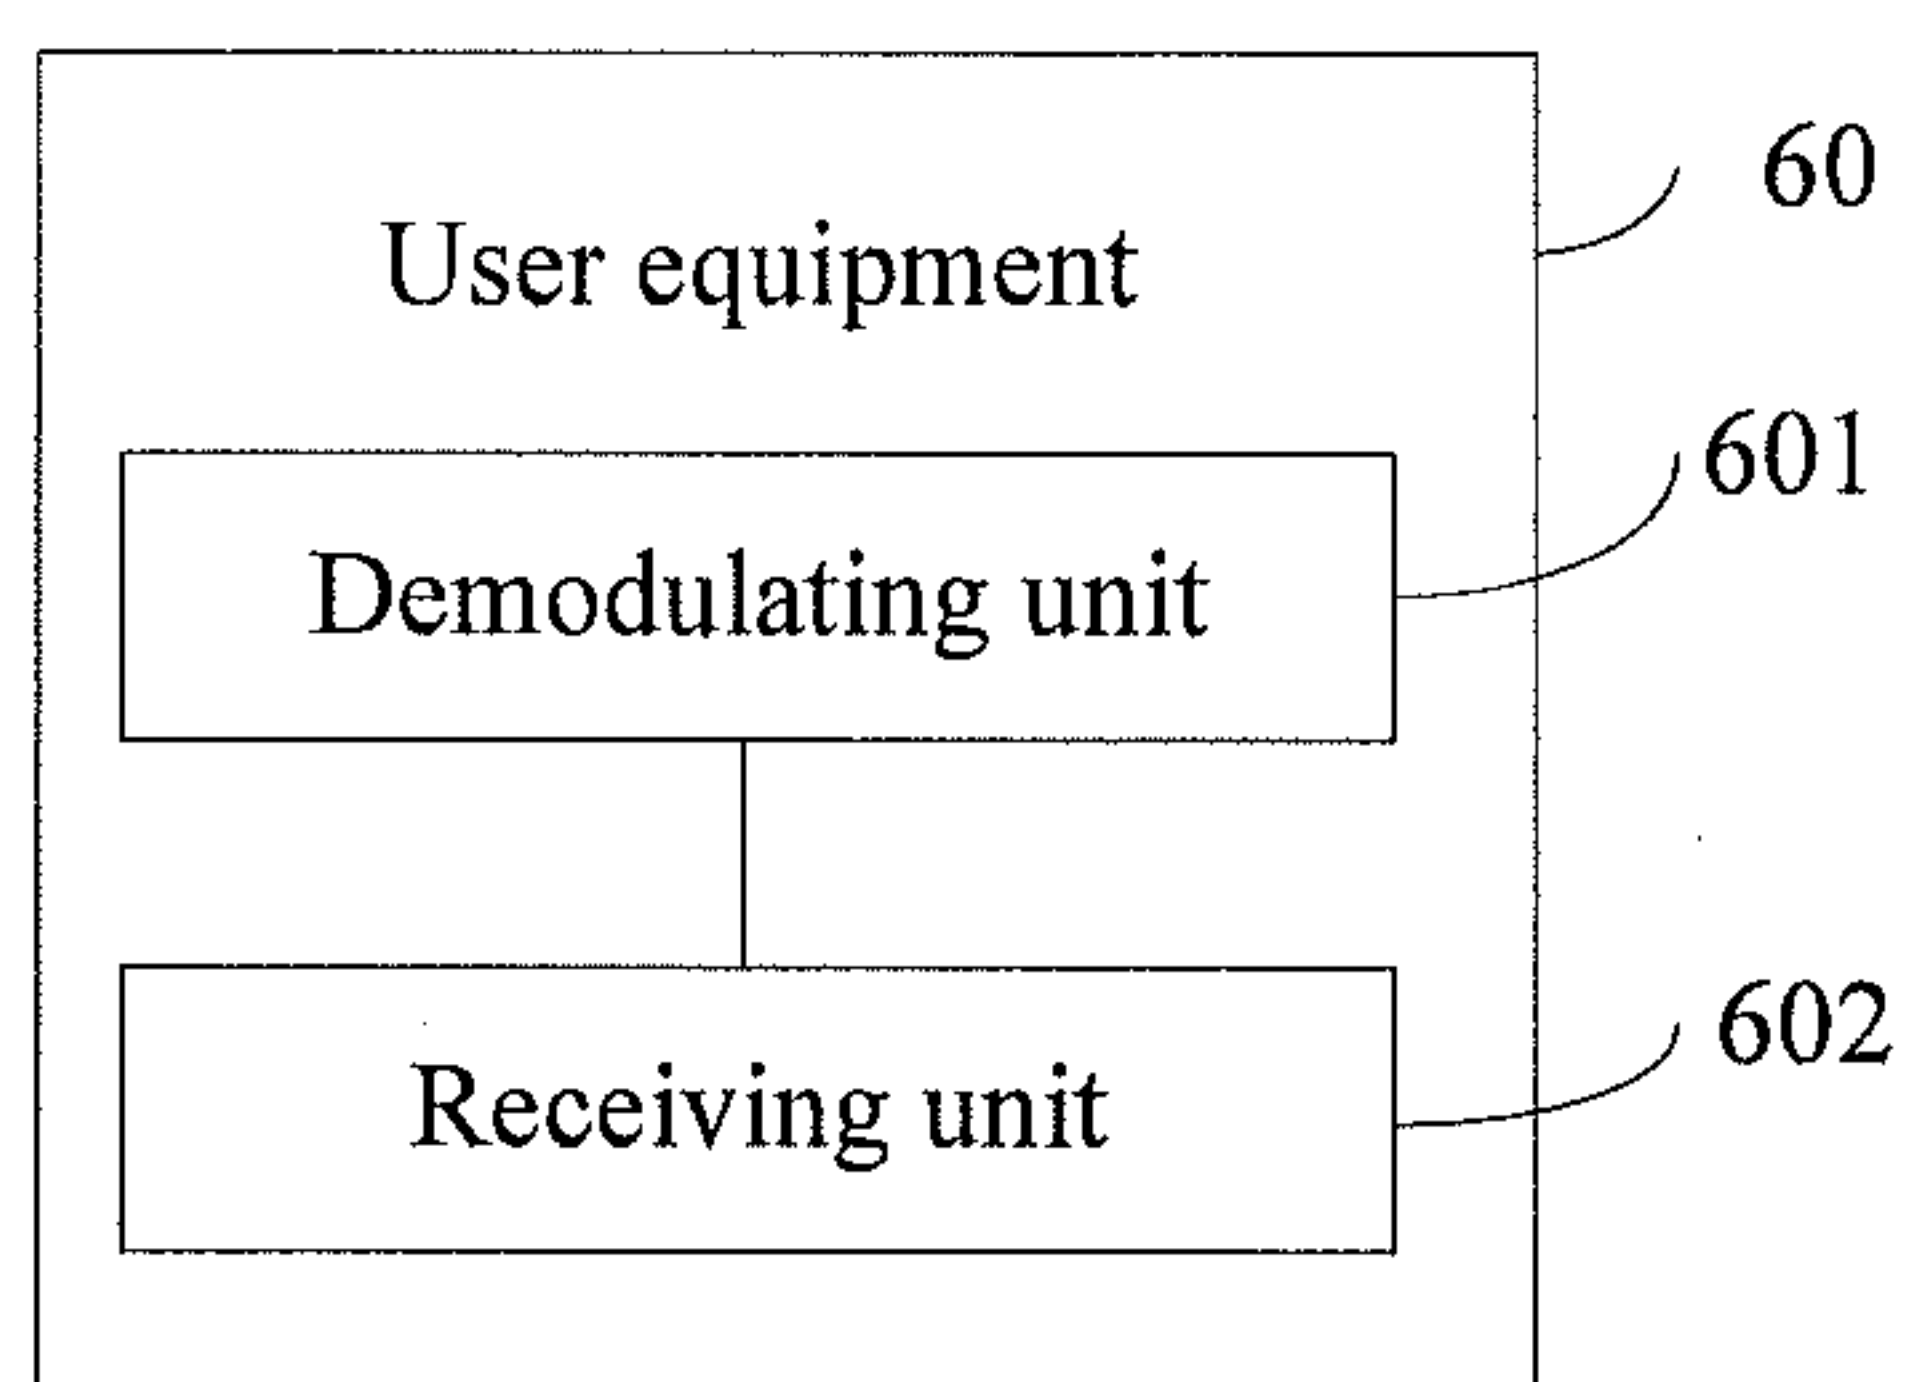 60
User equipment
601
Demodulating unit
602
Receiving unit